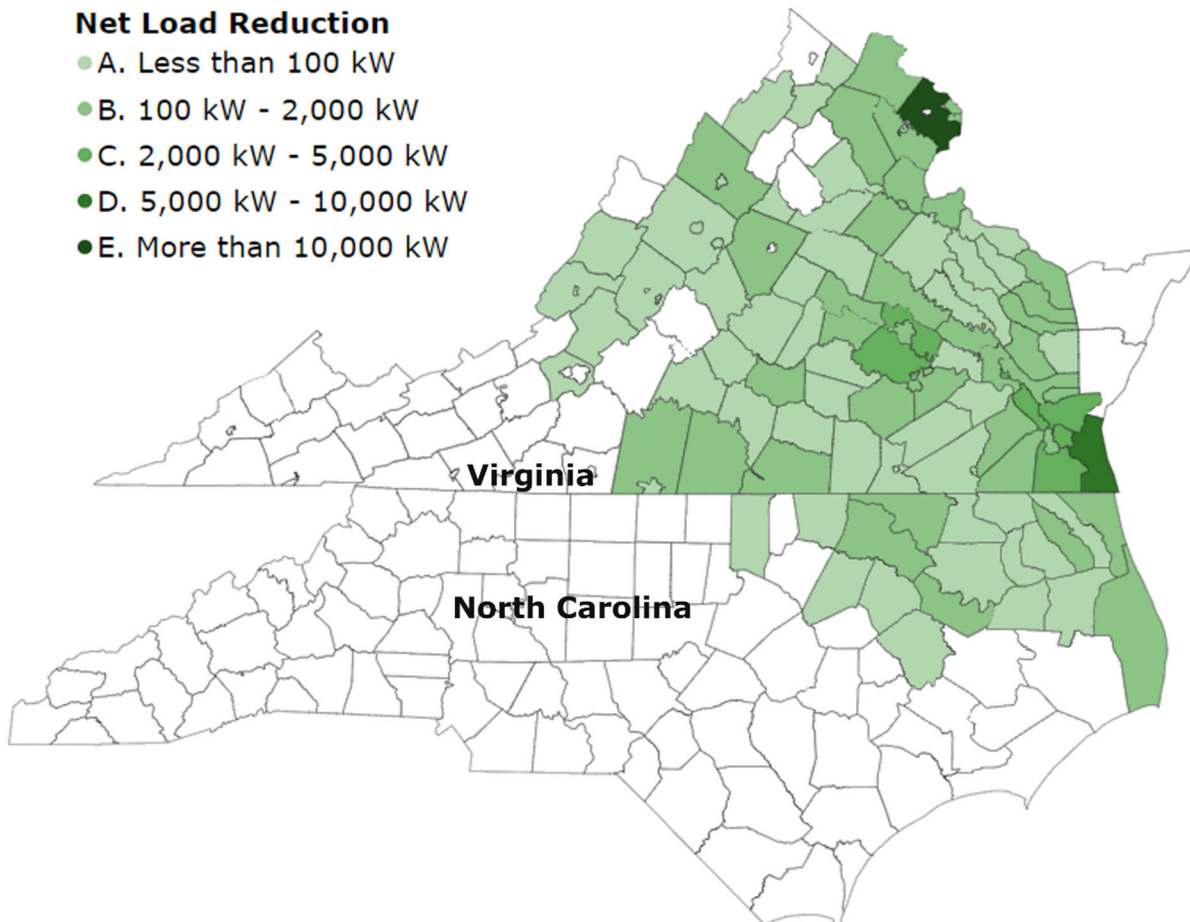 Net Load Reduction
A. Less than 100 kW
B. 100 kW - 2,000 kW
C. 2,000 kW - 5,000 kW
D. 5,000 kW - 10,000 kW
E. More than 10,000 kW
Virginia
North Carolina